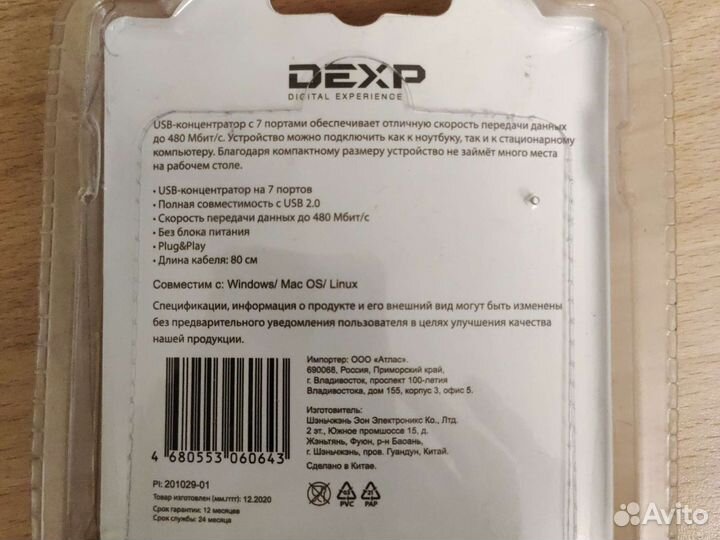 DEXP
DIGITAL EXPERIENCE
USB-концентратор с 7 портами обеспечивает отличную скорость передачи данных
до 480 Мбит/с. Устройство можно подключить как к ноутбуку, так и к стационарному
компьютеру. Благодаря компактному размеру устройство не займёт много места
на рабочем столе.
• USB-концентратор на 7 портов
• Полная совместимость с USB 2.0
• Скорость передачи данных до 480 Мбит/с
• Без блока питания
• Plug&Play
• Длина кабеля: 80 см
Совместим с: Windows/ Mac OS/ Linux
Спецификации, информация о продукте и его внешний вид могут быть изменены
без предварительного уведомления пользователя в целях улучшения качества
нашей продукции.
Импортер: ООО «Атлас».
690068, Россия, Приморский край,
г. Владивосток, проспект 100-летия
Владивостока, дом 155, корпус 3, офис 5.
Изготовитель:
Шэньчжэнь Эон Электроникс Ко., Лтд.
2 эт., Южное промшоссе 15, д.
Жэньтянь, Фуюн, р-н Баоань,
г. Шэньчжэнь, пров. Гуандун, Китай.
Сделано в Китае.
4 680553 060643
PI: 201029-01
Товар изготовлен (мм.гггг): 12.2020
Срок гарантии: 12 месяцев
Срок службы: 24 месяца
03
PVC
21
PAP
Avito